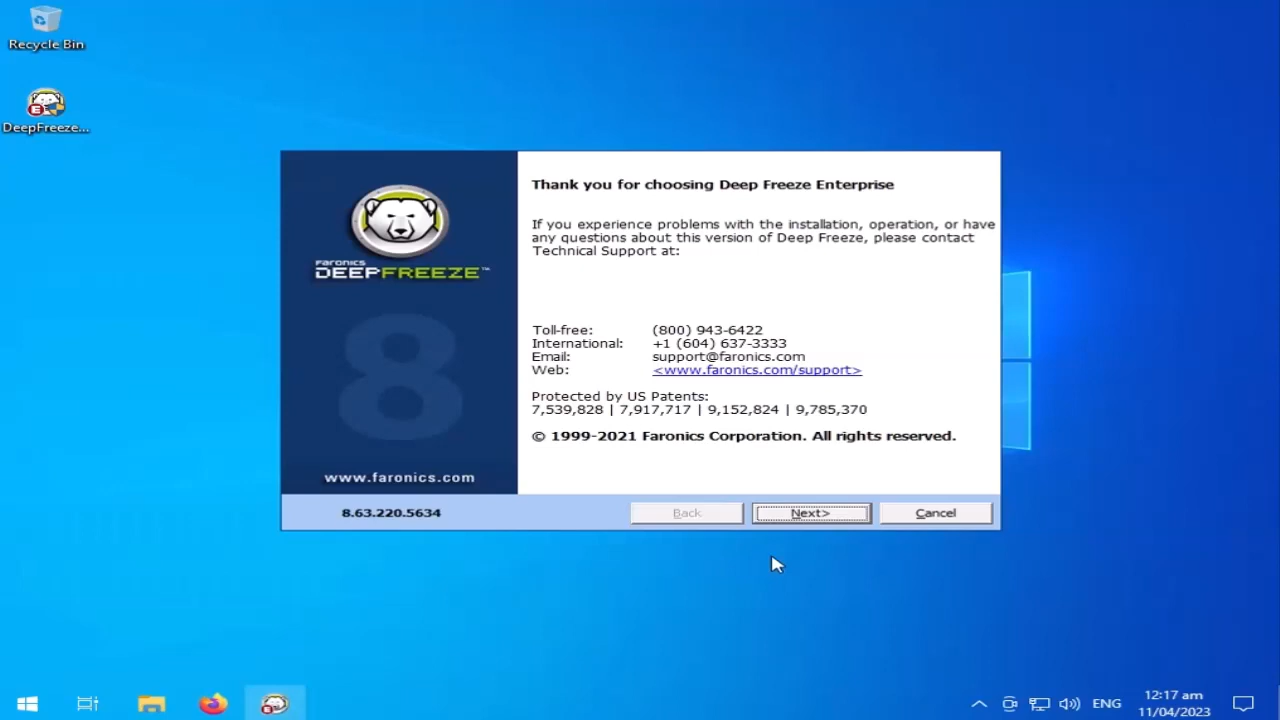 Recycle Bin
DeepFreeze...
Thank you for choosing Deep Freeze Enterprise
If you experience problems with the installation, operation, or have
any questions about this version of Deep Freeze, please contact
Technical Support at:
FARONICS
DEEPFREEZE™
8
Toll-free: (800) 943-6422
International: +1 (604) 637-3333
Email: support@faronics.com
Web: <www.faronics.com/support>
Protected by US Patents:
7,539,828 | 7,917,717 | 9,152,824 | 9,785,370
© 1999-2021 Faronics Corporation. All rights reserved.
www.faronics.com
8.63.220.5634
Back
Next>
Cancel
ENG
12:17 am
11/04/2023